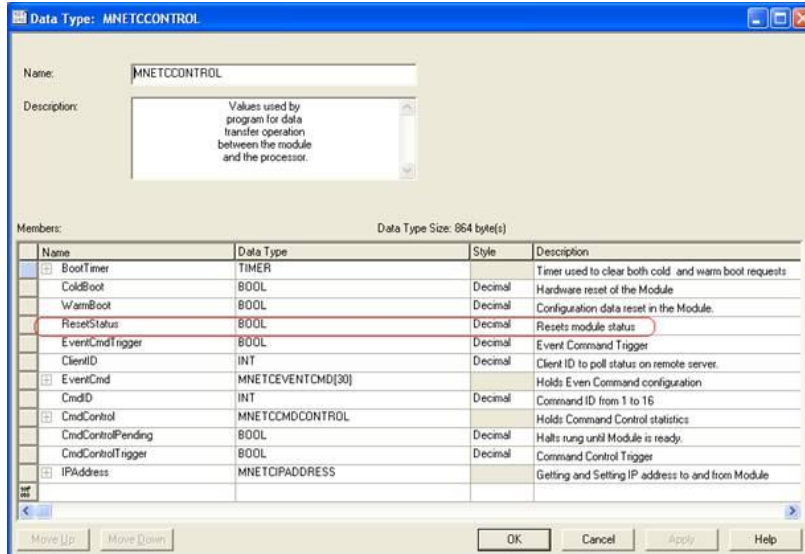 Data Type: MNETCCONTROL
Name: MNETCCONTROL
Description: Values used by
program for data
transfer operation
between the module
and the processor.
Members: Data Type Size: 864 byte(s)
Name Data Type Style Description
BootTimer TIMER Timer used to clear both cold and warm boot requests
ColdBoot BOOL Decimal Hardware reset of the Module
WarmBoot BOOL Decimal Configuration data reset in the Module.
ResetStatus BOOL Decimal Resets module status
EventCmdTrigger BOOL Decimal Event Command Trigger
ClientID INT Decimal Client ID to poll status on remote server.
EventCmd MNETCEVENTCMD[30] Holds Even Command configuration
CmdID INT Decimal Command ID from 1 to 16
CmdControl MNETCCMDCONTROL Holds Command Control statistics
CmdControlPending BOOL Decimal Halts rung until Module is ready.
CmdControlTrigger BOOL Decimal Command Control Trigger
IPAddress MNETCIPADDRESS Getting and Setting IP address to and from Module
Move Up Move Down OK Cancel Apply Help